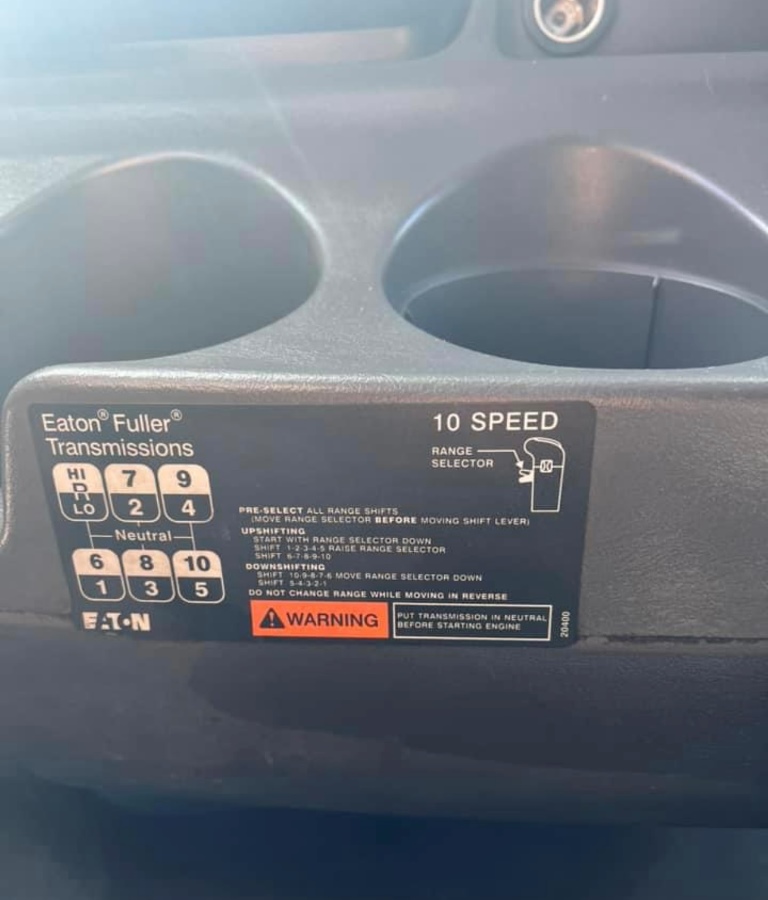 Eaton® Fuller®
Transmissions
10 SPEED
RANGE
SELECTOR
HI
R
LO
7
2
9
4
Neutral
6
1
8
3
10
5
PRE-SELECT ALL RANGE SHIFTS
(MOVE RANGE SELECTOR BEFORE MOVING SHIFT LEVER)
UPSHIFTING
START WITH RANGE SELECTOR DOWN
SHIFT 1-2-3-4-5 RAISE RANGE SELECTOR
SHIFT 6-7-8-9-10
DOWNSHIFTING
SHIFT 10-9-8-7-6 MOVE RANGE SELECTOR DOWN
SHIFT 5-4-3-2-1
DO NOT CHANGE RANGE WHILE MOVING IN REVERSE
EATON
WARNING
PUT TRANSMISSION IN NEUTRAL
BEFORE STARTING ENGINE
20400